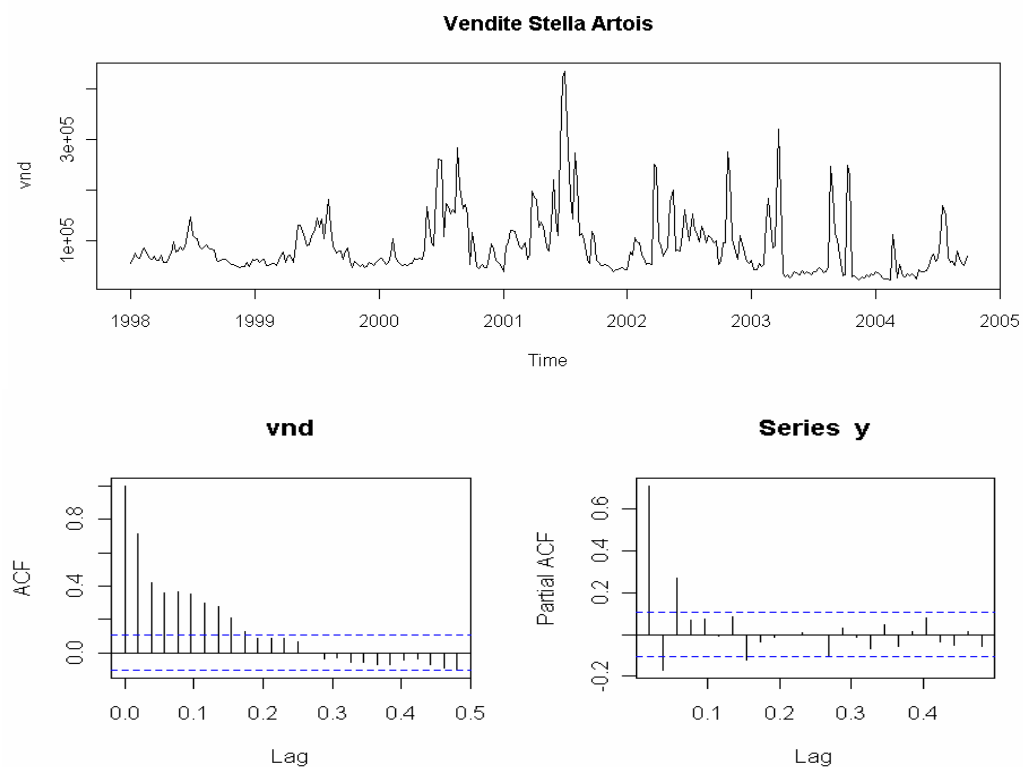 Vendite Stella Artois
vnd
3e+05
1e+05
1998 1999 2000 2001 2002 2003 2004 2005
Time
vnd
ACF
0.8
0.4
0.0
0.0 0.1 0.2 0.3 0.4 0.5
Lag
Series y
Partial ACF
0.6
0.4
0.2
-0.2
0.1 0.2 0.3 0.4
Lag